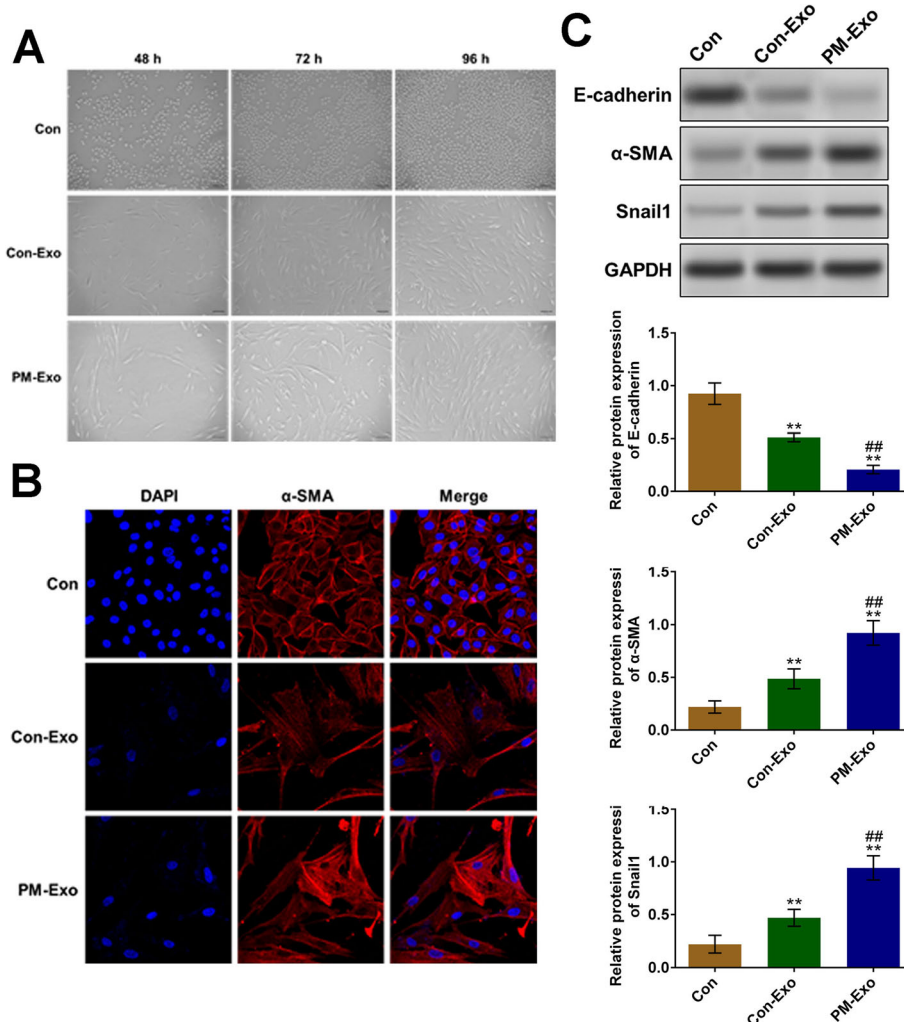 A
48 h
72 h
96 h
Con
Con-Exo
PM-Exo
B
DAPI
α-SMA
Merge
Con
Con-Exo
PM-Exo
C
Con
Con-Exo
PM-Exo
E-cadherin
α-SMA
Snail1
GAPDH
Relative protein expression
of E-cadherin
1.5
1.0
0.5
0.0
**
##
**
Con
Con-Exo
PM-Exo
Relative protein expressi
of α-SMA
1.5
1.0
0.5
0.0
**
##
**
Con
Con-Exo
PM-Exo
Relative protein expressi
of Snail1
1.5
1.0
0.5
0.0
**
##
**
Con
Con-Exo
PM-Exo